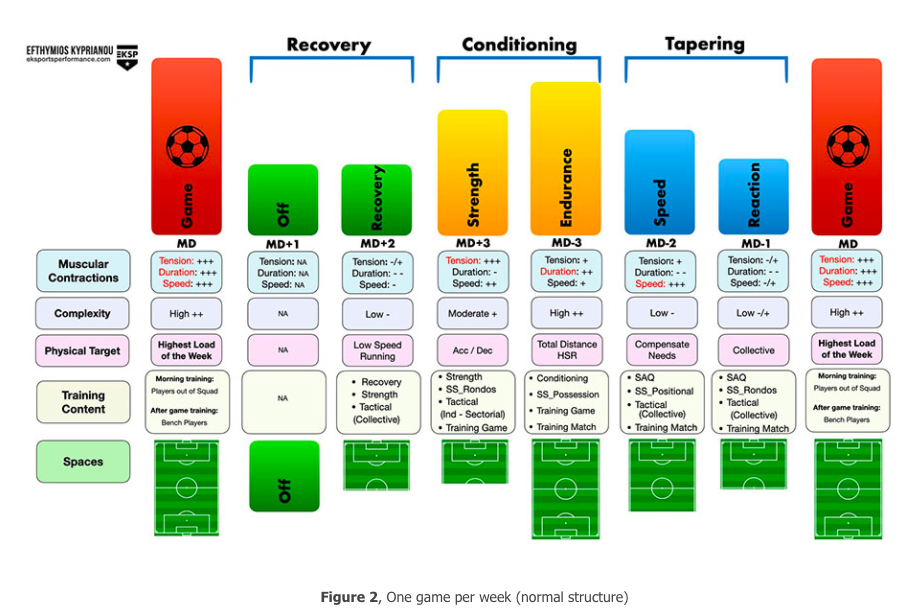 EFTHYMIOS KYPRIANOU
eksportsperformance.com
EKSP
Recovery
Conditioning
Tapering
Game
Off
Recovery
Strength
Endurance
Speed
Reaction
Game
MD
MD+1
MD+2
MD+3
MD-3
MD-2
MD-1
MD
Muscular
Contractions
Tension: +++
Duration: +++
Speed: +++
Tension: NA
Duration: NA
Speed: NA
Tension: -/+
Duration: - -
Speed: -
Tension: +++
Duration: -
Speed: ++
Tension: +
Duration: ++
Speed: +
Tension: +
Duration: - -
Speed: +++
Tension: -/+
Duration: - -
Speed: -/+
Tension: +++
Duration: +++
Speed: +++
Complexity
High ++
NA
Low -
Moderate +
High ++
Low -
Low -/+
High ++
Physical Target
Highest Load
of the Week
NA
Low Speed
Running
Acc / Dec
Total Distance
HSR
Compensate
Needs
Collective
Highest Load
of the Week
Training
Content
Morning training:
Players out of Squad
After game training:
Bench Players
NA
• Recovery
• Strength
• Tactical
(Collective)
• Strength
• SS_Rondos
• Tactical
(Ind - Sectorial)
• Training Game
• Conditioning
• SS_Possession
• Training Game
• Training Match
• SAQ
• SS_Positional
• Tactical
(Collective)
• Training Match
• SAQ
• SS_Rondos
• Tactical
(Collective)
• Training Match
Morning training:
Players out of Squad
After game training:
Bench Players
Spaces
Off
Figure 2, One game per week (normal structure)